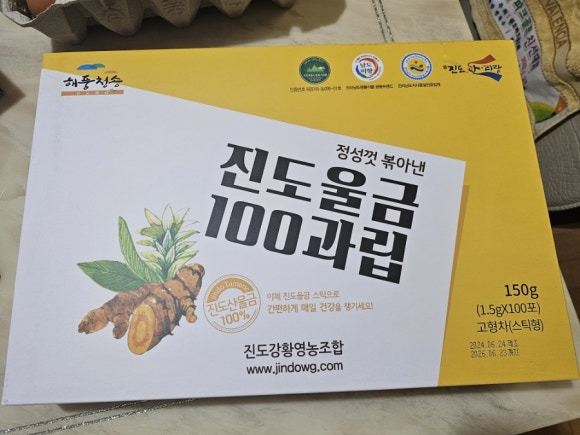 해풍청송
정성껏 볶아낸
진도울금
100과립
진도산울금
100%
이제 진도울금 스틱으로
간편하게 매일 건강을 챙기세요!
150g
(1.5gX100포)
고형차(스틱형)
2024.06.24 제조
2026.06.23 까지
진도강황영농조합
www.jindowg.com